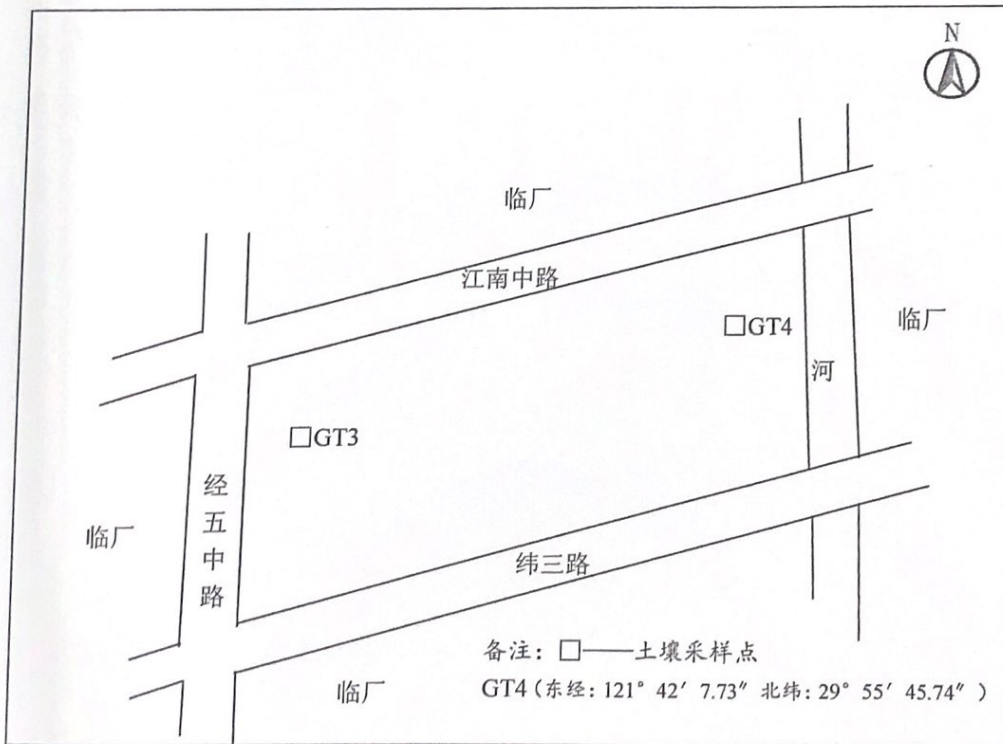 N
临厂
江南中路
□GT4
临厂
河
□GT3
经五中路
临厂
纬三路
备注：□——土壤采样点
临厂
GT4（东经：121° 42′ 7.73″ 北纬：29° 55′ 45.74″ ）